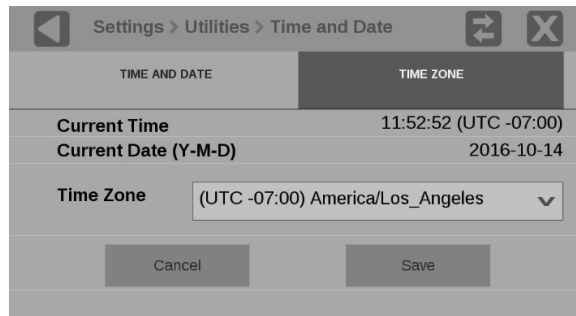 Settings > Utilities > Time and Date
TIME AND DATE
TIME ZONE
Current Time 11:52:52 (UTC -07:00)
Current Date (Y-M-D) 2016-10-14
Time Zone (UTC -07:00) America/Los_Angeles
Cancel Save